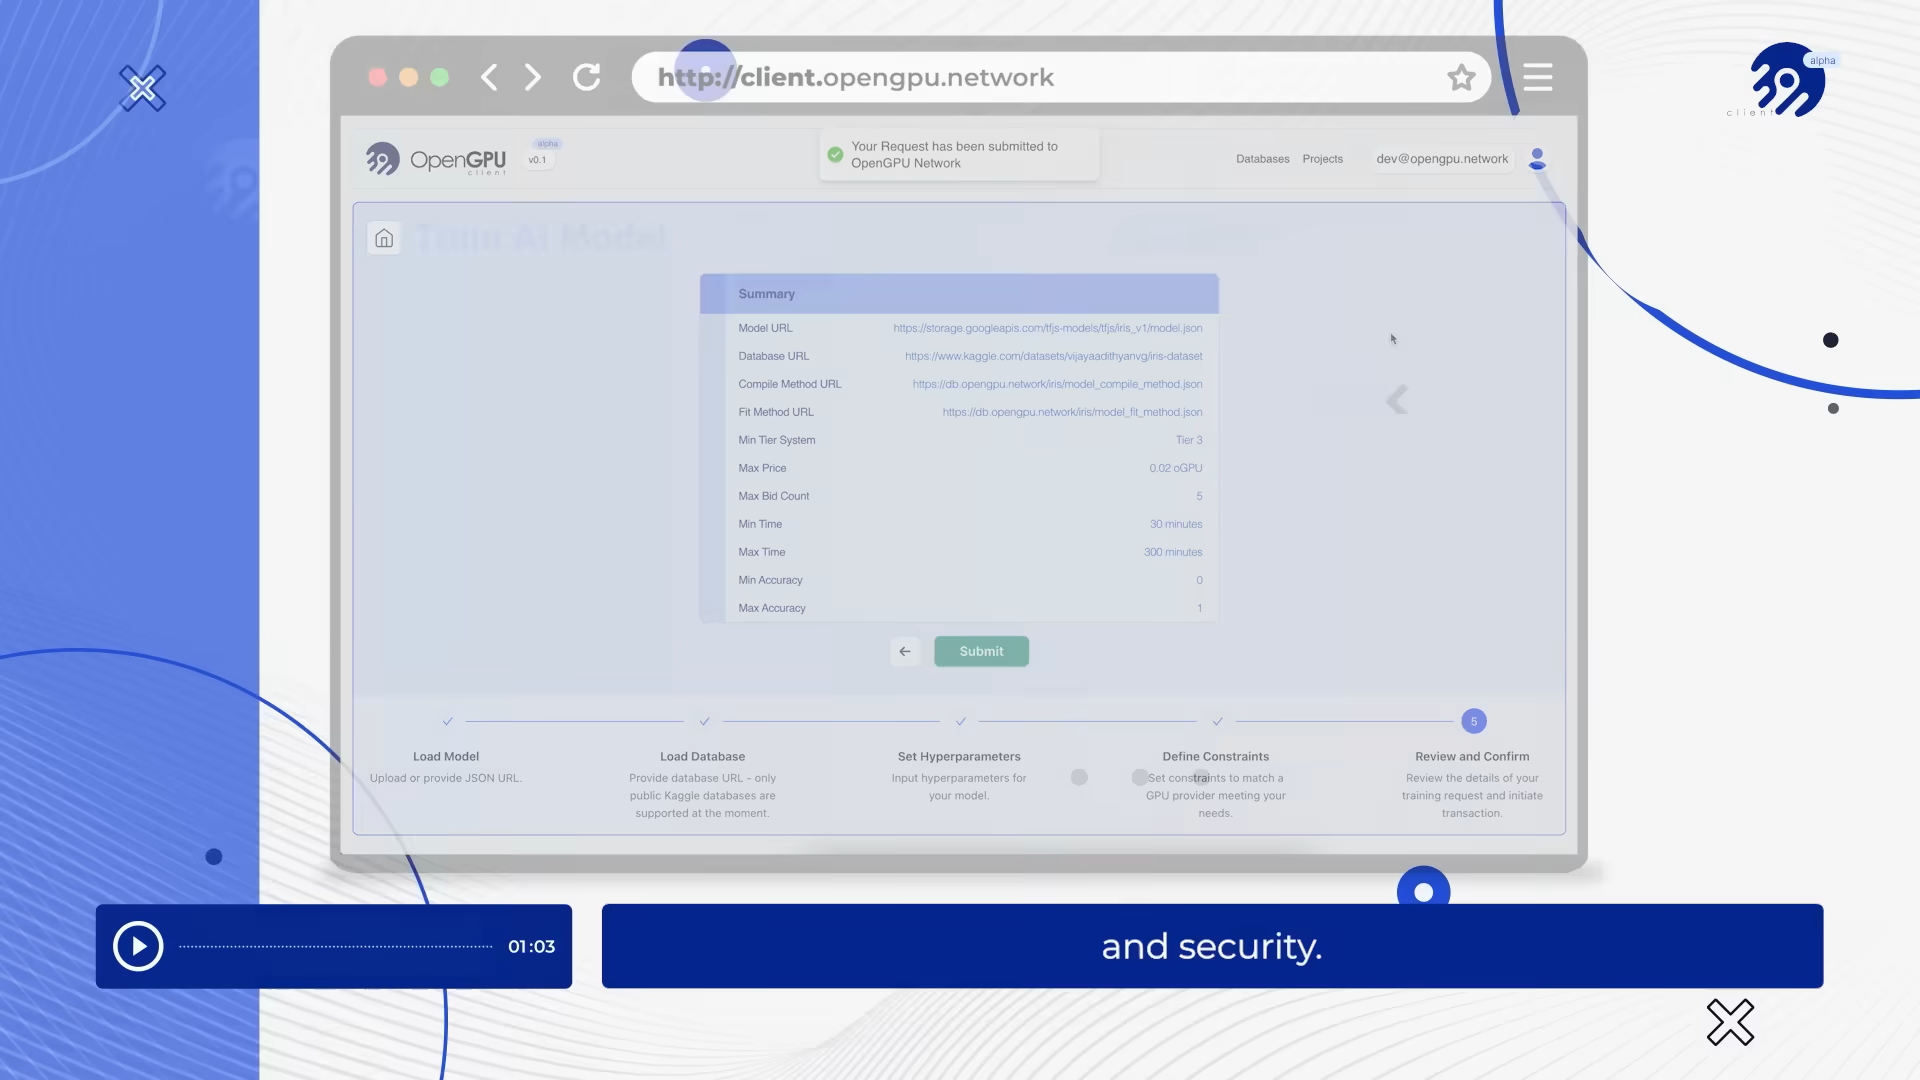 http://client.opengpu.network
alpha
client
OpenGPU
client
alpha
v0.1
Your Request has been submitted to
OpenGPU Network
Databases
Projects
dev@opengpu.network
Train AI Model
Summary
Model URL https://storage.googleapis.com/tfjs-models/tfjs/iris_v1/model.json
Database URL https://www.kaggle.com/datasets/vijayaadithyanvg/iris-dataset
Compile Method URL https://db.opengpu.network/iris/model_compile_method.json
Fit Method URL https://db.opengpu.network/iris/model_fit_method.json
Min Tier System Tier 3
Max Price 0.02 oGPU
Max Bid Count 5
Min Time 30 minutes
Max Time 300 minutes
Min Accuracy 0
Max Accuracy 1
Submit
5
Load Model
Upload or provide JSON URL.
Load Database
Provide database URL - only
public Kaggle databases are
supported at the moment.
Set Hyperparameters
Input hyperparameters for
your model.
Define Constraints
Set constraints to match a
GPU provider meeting your
needs.
Review and Confirm
Review the details of your
training request and initiate
transaction.
01:03
and security.